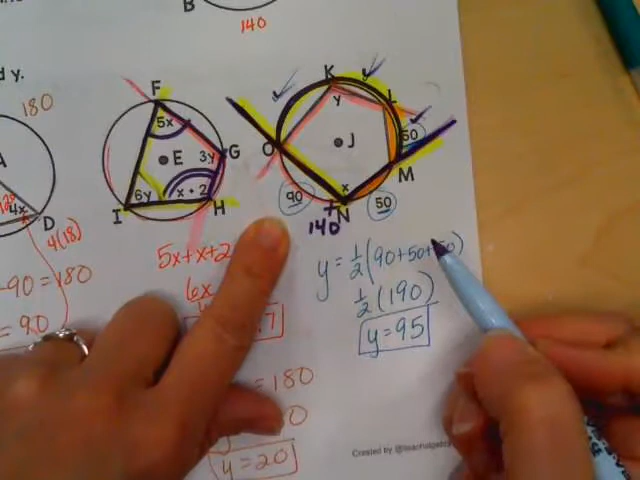 B
140
d y.
180
F
5x
E
3y
G
6y
x + 2
I
H
K
y
L
O
J
50
M
x
90
N
50
+
140
A
4x
D
4(18)
-90 = 180
= 90
5x+x+2
6x
.7
= 180
y = 20
y = 1/2 (90+50+50)
1/2 (190)
y = 95
Created by @teachalgebra